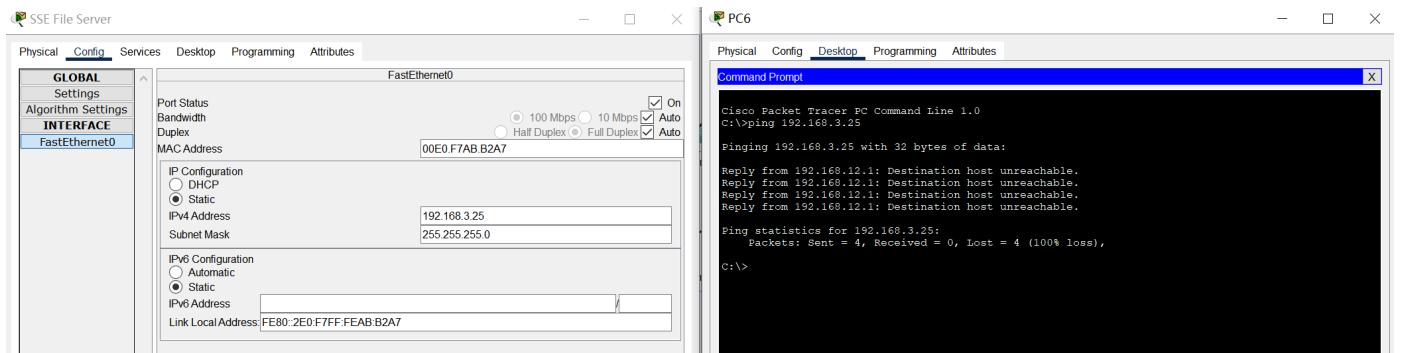 SSE File Server
Physical Config Services Desktop Programming Attributes
GLOBAL
Settings
Algorithm Settings
INTERFACE
FastEthernet0
FastEthernet0
Port Status On
Bandwidth 100 Mbps 10 Mbps Auto
Duplex Half Duplex Full Duplex Auto
MAC Address 00E0.F7AB.B2A7
IP Configuration
DHCP
Static
IPv4 Address 192.168.3.25
Subnet Mask 255.255.255.0
IPv6 Configuration
Automatic
Static
IPv6 Address /
Link Local Address: FE80::2E0:F7FF:FEAB:B2A7
PC6
Physical Config Desktop Programming Attributes
Command Prompt X
Cisco Packet Tracer PC Command Line 1.0
C:\>ping 192.168.3.25
Pinging 192.168.3.25 with 32 bytes of data:
Reply from 192.168.12.1: Destination host unreachable.
Reply from 192.168.12.1: Destination host unreachable.
Reply from 192.168.12.1: Destination host unreachable.
Reply from 192.168.12.1: Destination host unreachable.
Ping statistics for 192.168.3.25:
Packets: Sent = 4, Received = 0, Lost = 4 (100% loss),
C:\>